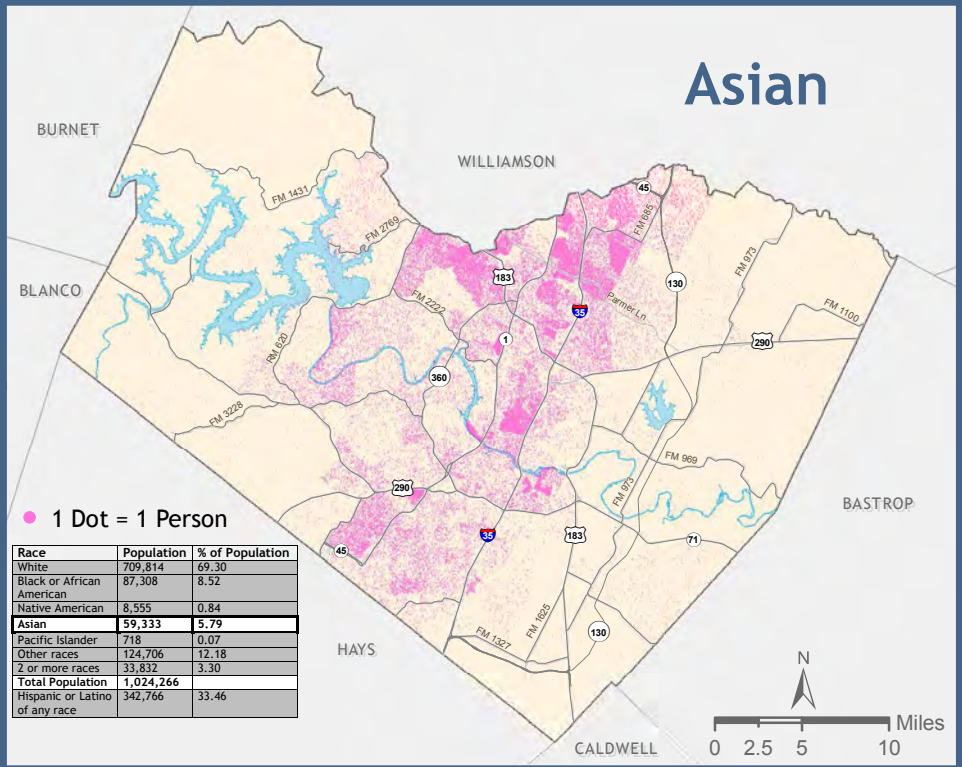 Asian
BURNET
WILLIAMSON
45
FM 1431
FM 685
FM 2769
FM 973
183
130
BLANCO
FM 2222
Parmer Ln
35
FM 1100
1
290
RM 620
360
FM 3228
FM 969
290
FM 973
BASTROP
1 Dot = 1 Person
35
183
71
45
Race Population % of Population
White 709,814 69.30
Black or African 87,308 8.52
American
Native American 8,555 0.84
Asian 59,333 5.79
Pacific Islander 718 0.07
Other races 124,706 12.18
2 or more races 33,832 3.30
Total Population 1,024,266
Hispanic or Latino 342,766 33.46
of any race
FM 1625
130
FM 1327
HAYS
N
Miles
0 2.5 5 10
CALDWELL